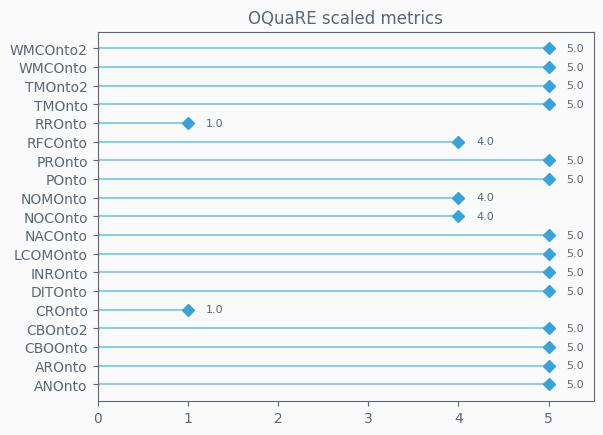 OQuaRE scaled metrics
WMCOnto2 5.0
WMCOnto 5.0
TMOnto2 5.0
TMOnto 5.0
RROnto 1.0
RFCOnto 4.0
PROnto 5.0
POnto 5.0
NOMOnto 4.0
NOCOnto 4.0
NACOnto 5.0
LCOMOnto 5.0
INROnto 5.0
DITOnto 5.0
CROnto 1.0
CBOnto2 5.0
CBOOnto 5.0
AROnto 5.0
ANOnto 5.0
0 1 2 3 4 5